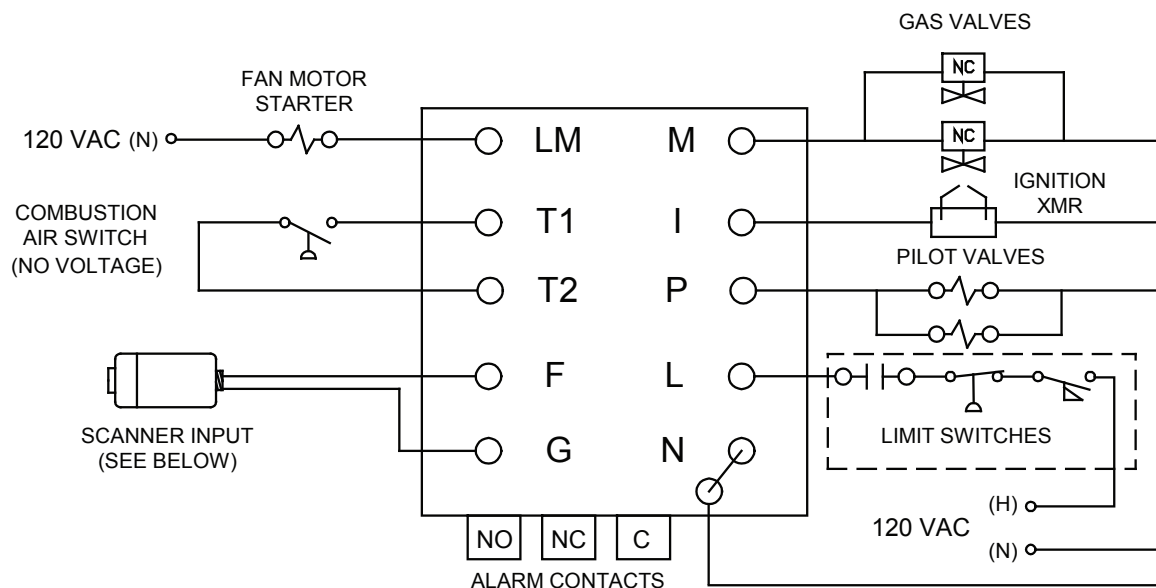 GAS VALVES
NC
FAN MOTOR
STARTER
120 VAC (N)
LM
M
NC
IGNITION
XMR
COMBUSTION
AIR SWITCH
(NO VOLTAGE)
T1
I
PILOT VALVES
T2
P
F
L
SCANNER INPUT
(SEE BELOW)
LIMIT SWITCHES
G
N
(H)
120 VAC
(N)
NO
NC
C
ALARM CONTACTS